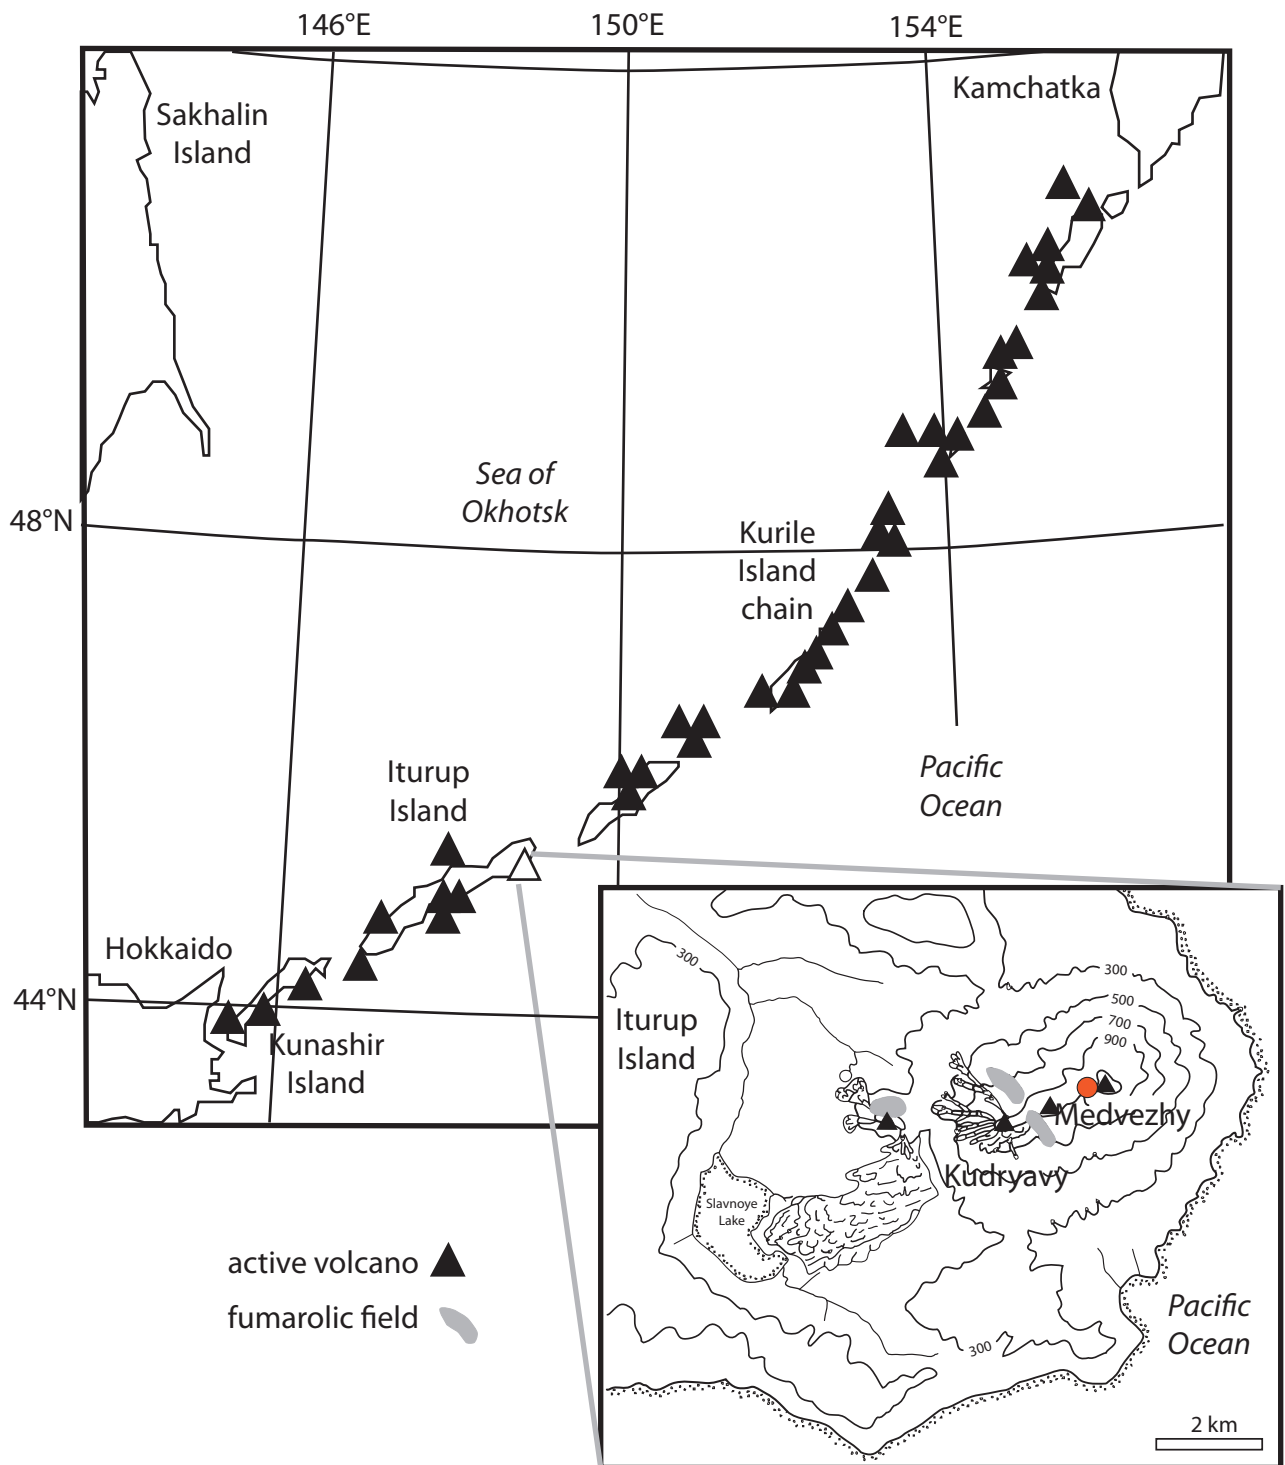 146°E
150°E
154°E
Kamchatka
Sakhalin
Island
Sea of
Okhotsk
48°N
Kurile
Island
chain
Pacific
Ocean
Iturup
Island
Hokkaido
44°N
Kunashir
Island
300
300
500
700
900
Iturup
Island
Medvezhy
Kudryavy
Slavnoye
Lake
active volcano
fumarolic field
Pacific
Ocean
300
2 km